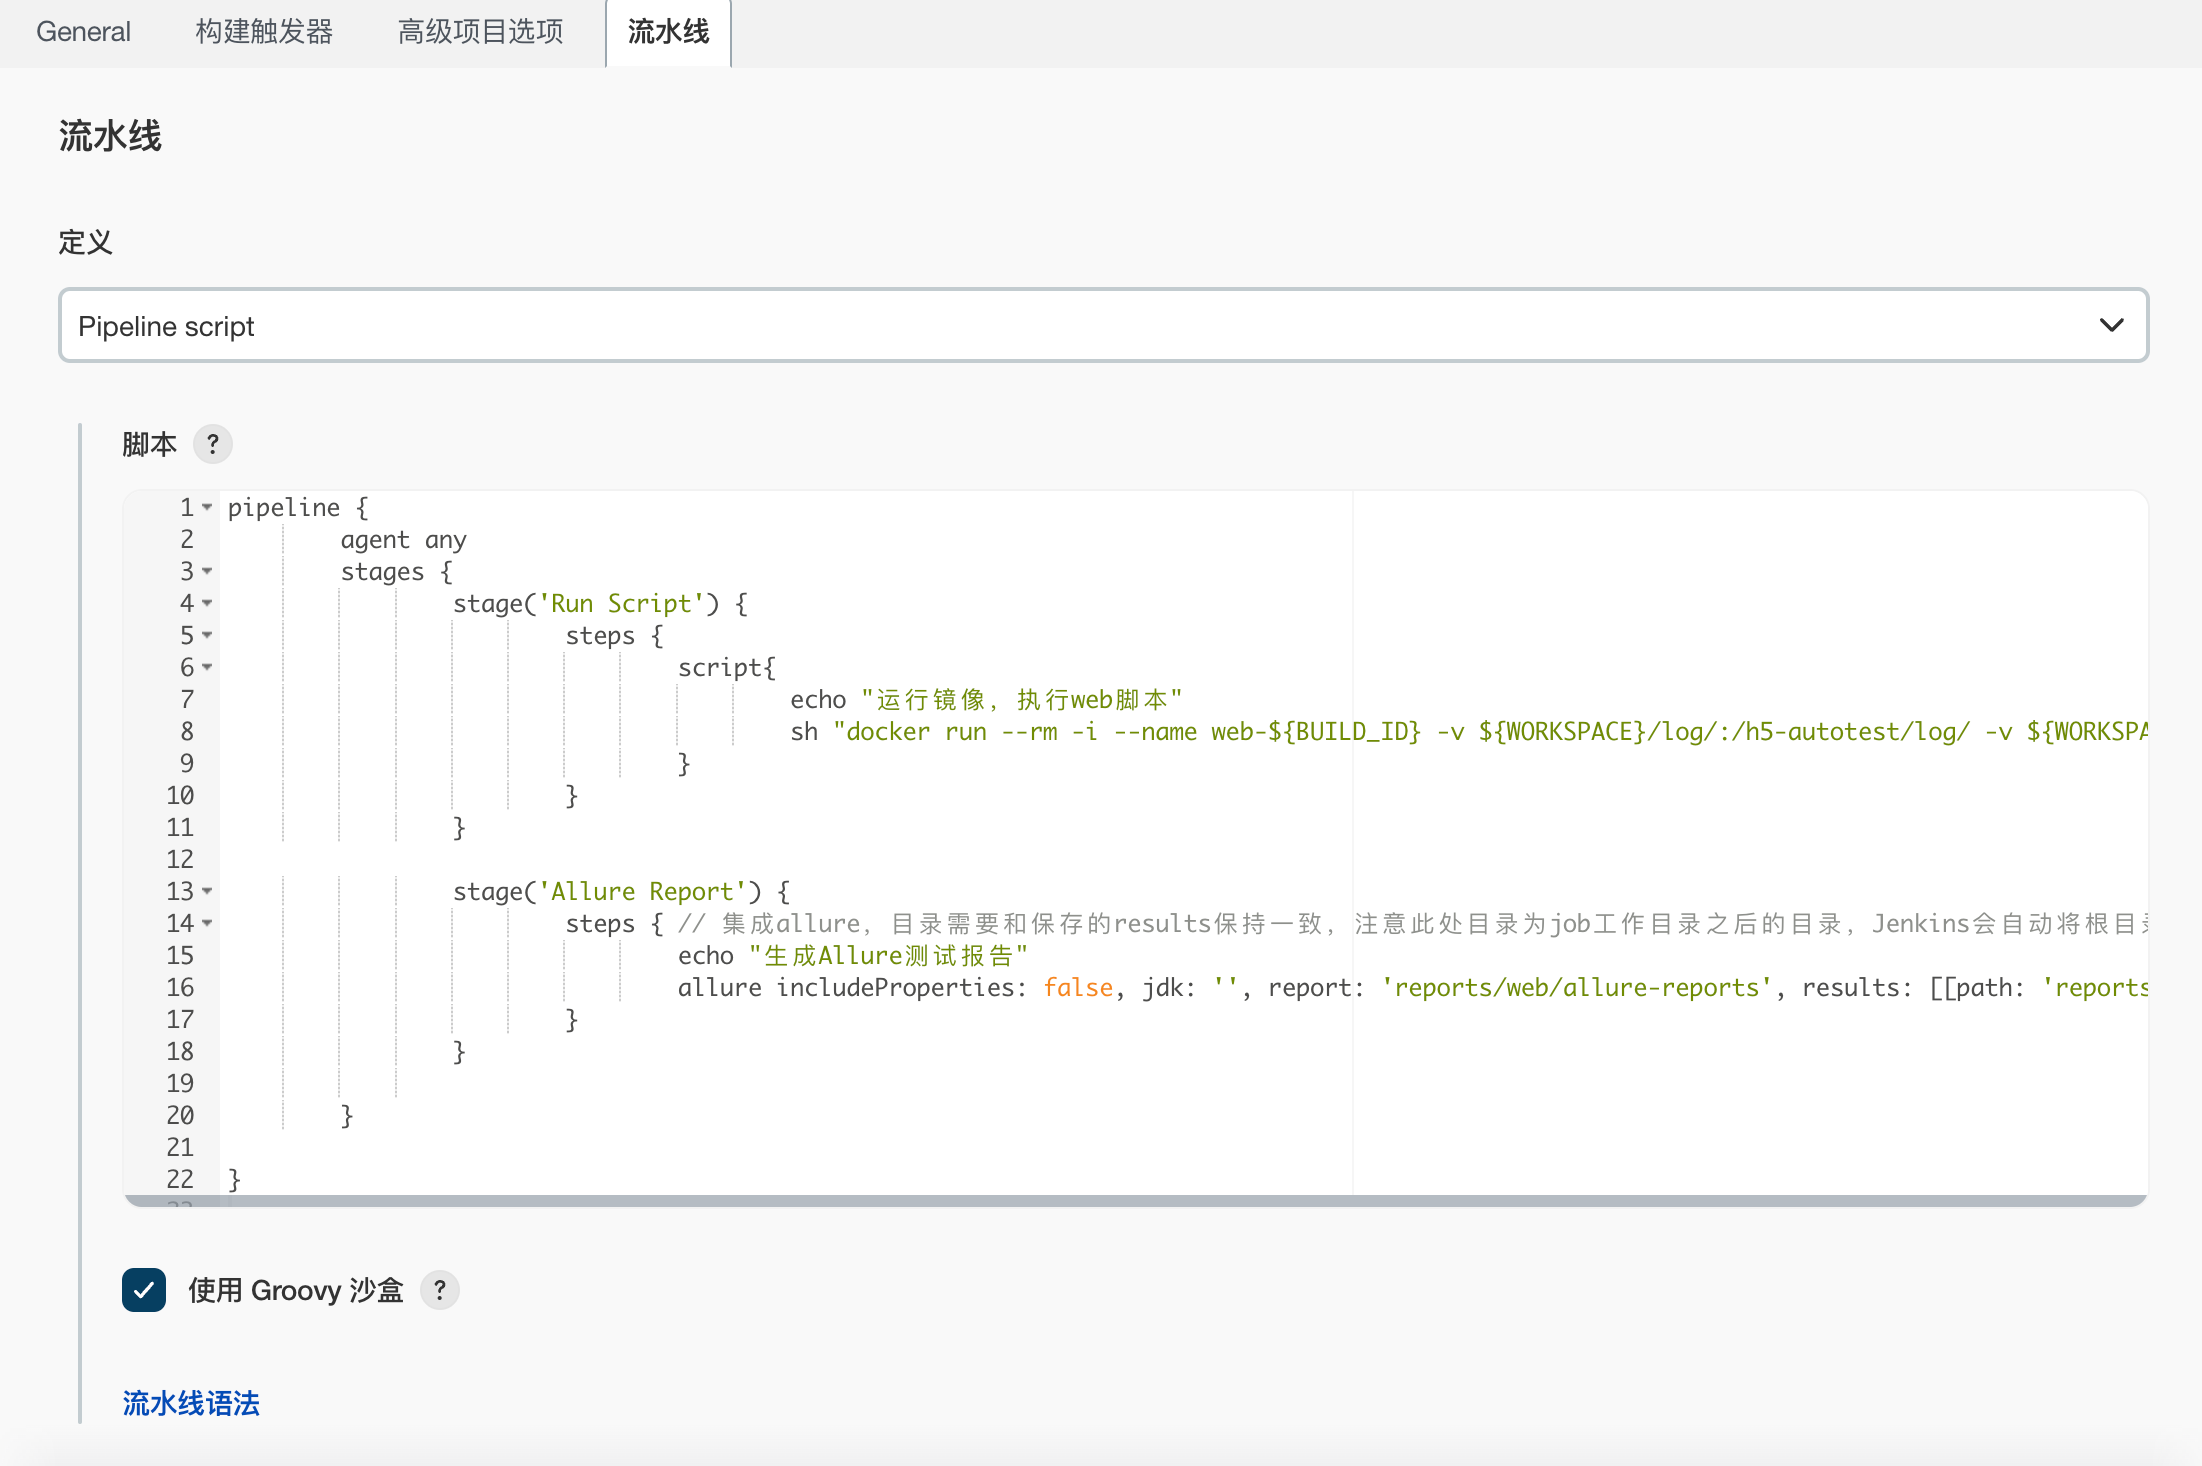 General 构建触发器 高级项目选项 流水线
流水线
定义
Pipeline script
脚本 ?
1 pipeline {
2 agent any
3 stages {
4 stage('Run Script') {
5 steps {
6 script{
7 echo "运行镜像，执行web脚本"
8 sh "docker run --rm -i --name web-${BUILD_ID} -v ${WORKSPACE}/log/:/h5-autotest/log/ -v ${WORKSPA
9 }
10 }
11 }
12
13 stage('Allure Report') {
14 steps { // 集成allure，目录需要和保存的results保持一致，注意此处目录为job工作目录之后的目录，Jenkins会自动将根目录
15 echo "生成Allure测试报告"
16 allure includeProperties: false, jdk: '', report: 'reports/web/allure-reports', results: [[path: 'reports
17 }
18 }
19
20 }
21
22 }
使用 Groovy 沙盒 ?
流水线语法